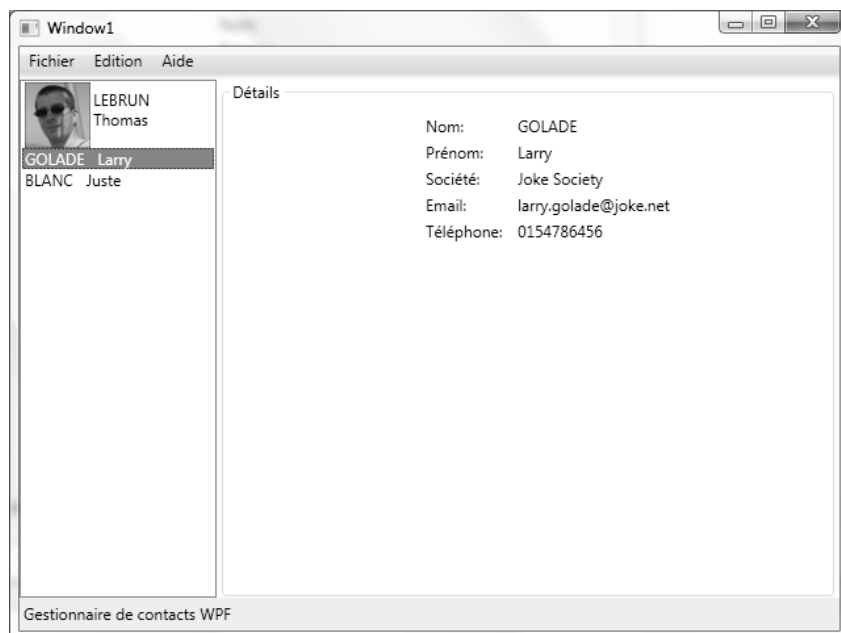 Window1
Fichier Edition Aide
LEBRUN
Thomas
GOLADE Larry
BLANC Juste
Détails
Nom: GOLADE
Prénom: Larry
Société: Joke Society
Email: larry.golade@joke.net
Téléphone: 0154786456
Gestionnaire de contacts WPF